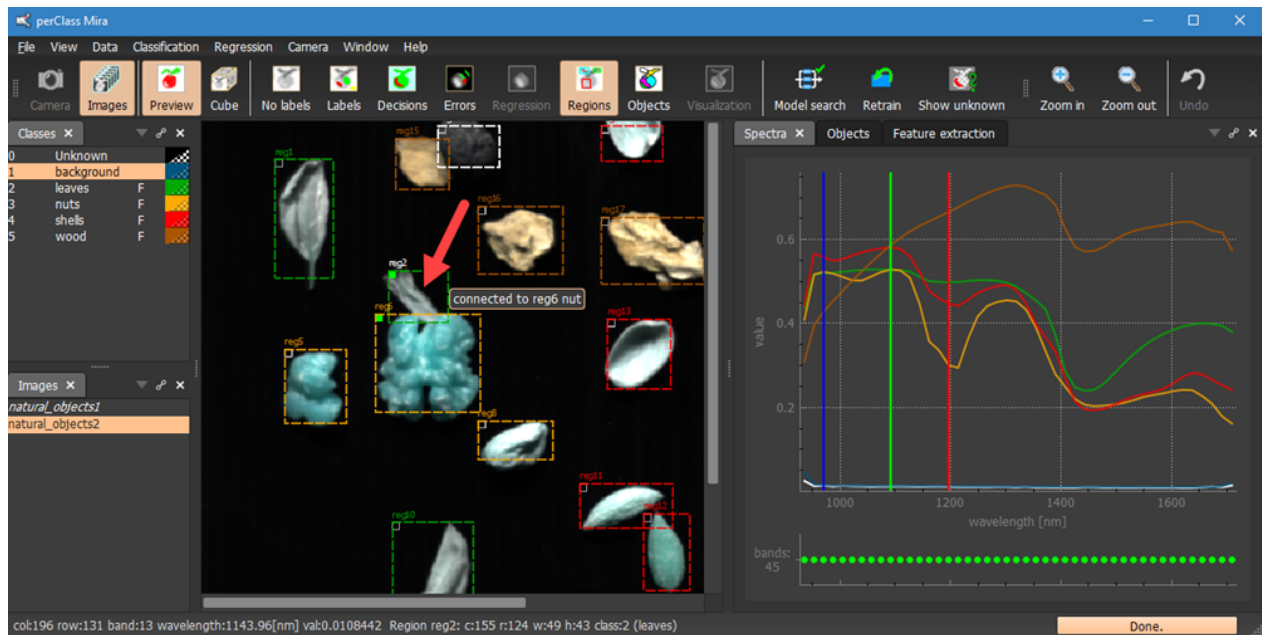 perClass Mira
File View Data Classification Regression Camera Window Help
Camera Images Preview Cube No labels Labels Decisions Errors Regression Regions Objects Visualization Model search Retrain Show unknown Zoom in Zoom out Undo
Classes
0 Unknown
1 background
2 leaves F
3 nuts F
4 shells F
5 wood F
Images
natural_objects1
natural_objects2
reg15
reg1
reg16
reg17
reg2
connected to reg6 nut
reg6
reg13
reg5
reg8
reg11
reg12
reg10
Spectra Objects Feature extraction
0.6
0.4
0.2
value
1000 1200 1400 1600
wavelength [nm]
bands:
45
col:196 row:131 band:13 wavelength:1143.96[nm] val:0.0108442 Region reg2: c:155 r:124 w:49 h:43 class:2 (leaves)
Done.